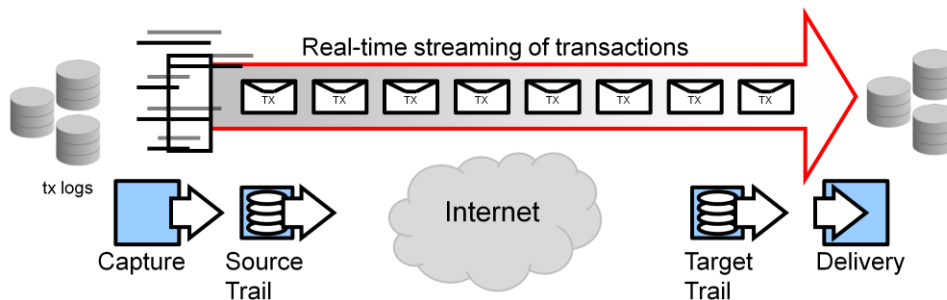 Real-time streaming of transactions
TX TX TX TX TX TX TX TX
tx logs
Internet
Capture
Source
Trail
Target
Trail
Delivery